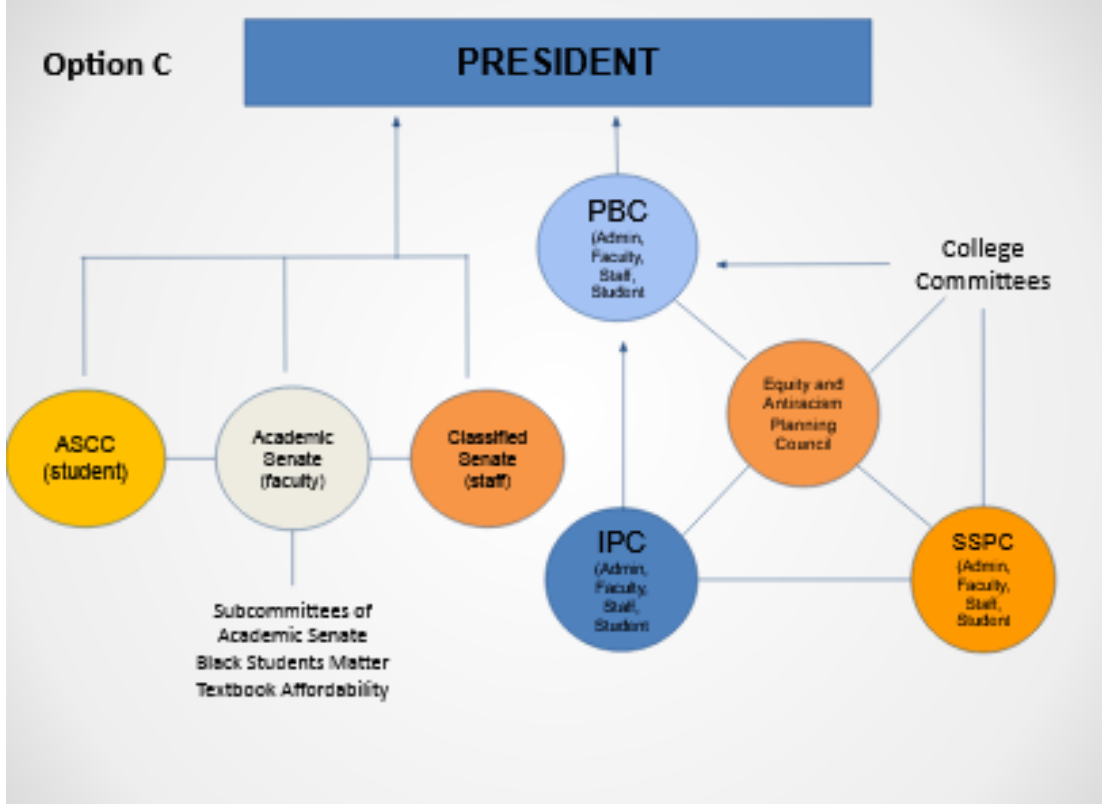 Option C
PRESIDENT
PBC
(Admin,
Faculty,
Staff,
Student
College
Committees
Equity and
Antiracism
Planning
Council
ASCC
(student)
Academic
Senate
(faculty)
Classified
Senate
(staff)
IPC
(Admin,
Faculty,
Staff,
Student
SSPC
(Admin,
Faculty,
Staff,
Student
Subcommittees of
Academic Senate
Black Students Matter
Textbook Affordability